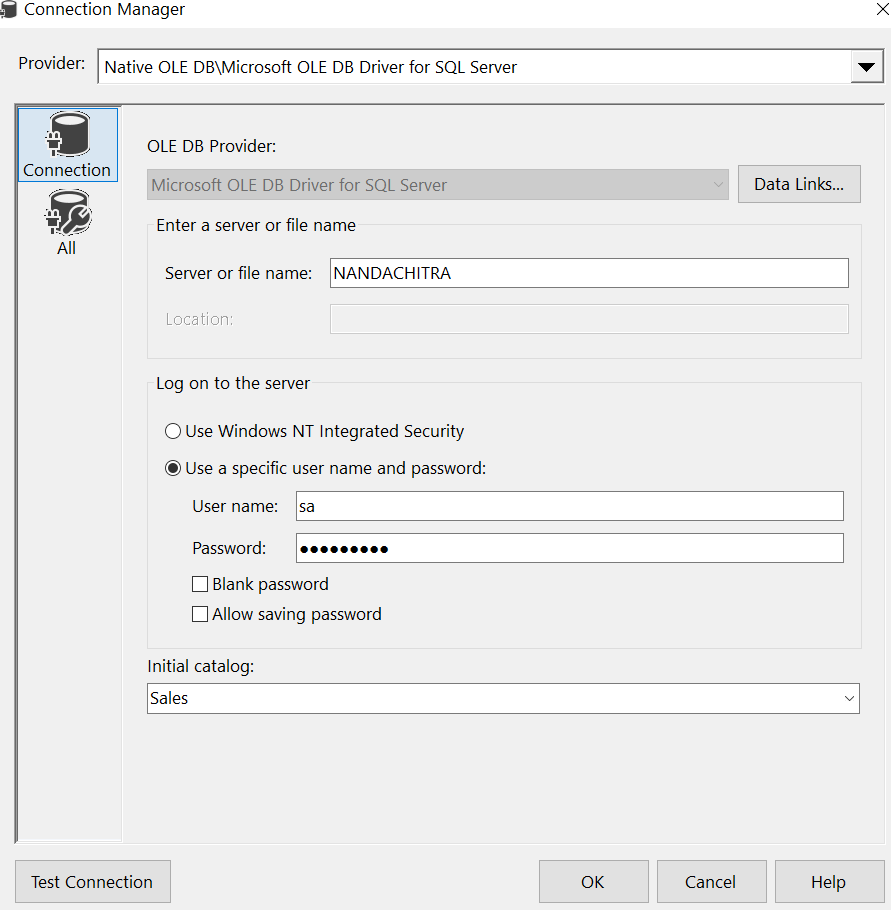 Connection Manager
Provider: Native OLE DB\Microsoft OLE DB Driver for SQL Server
Connection
All
OLE DB Provider:
Microsoft OLE DB Driver for SQL Server
Data Links...
Enter a server or file name
Server or file name: NANDACHITRA
Location:
Log on to the server
Use Windows NT Integrated Security
Use a specific user name and password:
User name: sa
Password: ●●●●●●●●●
Blank password
Allow saving password
Initial catalog:
Sales
Test Connection OK Cancel Help